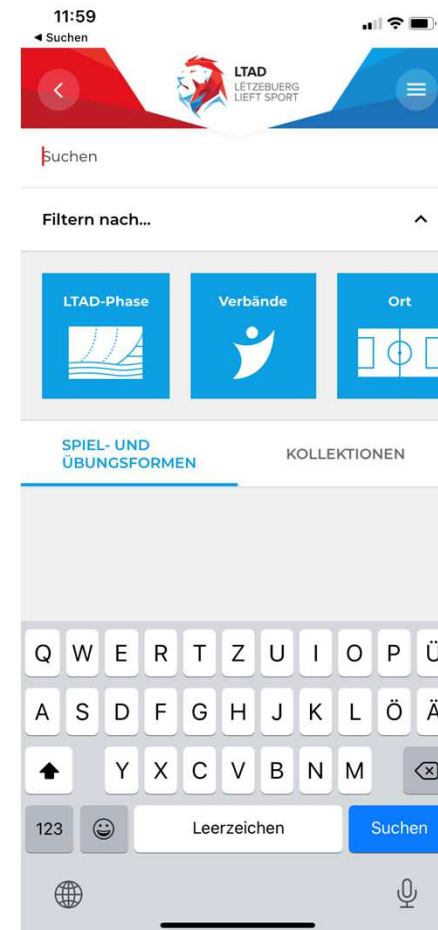 11:59
◀ Suchen
LTAD
LËTZEBUERG
LIEFT SPORT
Suchen
Filtern nach...
LTAD-Phase
Verbände
Ort
SPIEL- UND
ÜBUNGSFORMEN
KOLLEKTIONEN
Q W E R T Z U I O P Ü
A S D F G H J K L Ö Ä
Y X C V B N M
123 Leerzeichen Suchen